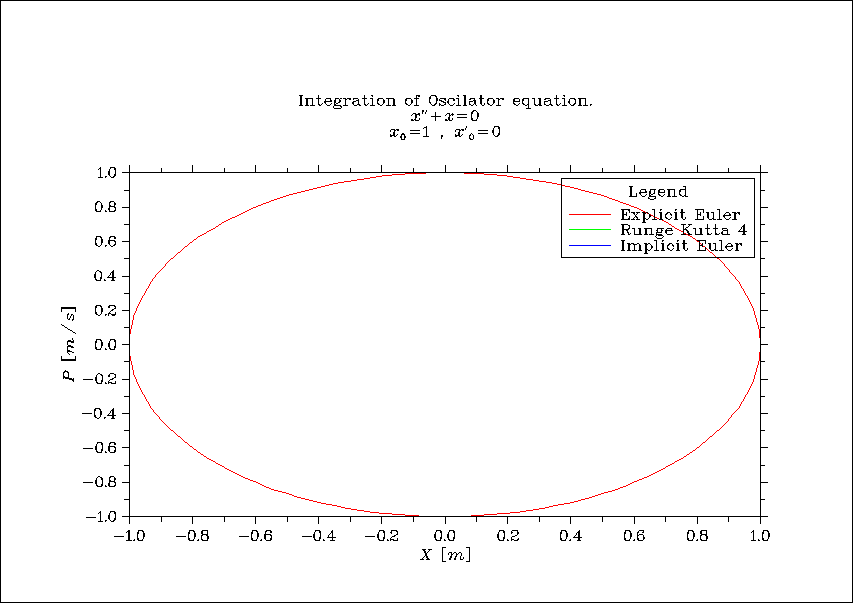 Integration of Oscilator equation.
x''+x=0
x₀=1 , x'₀=0
Legend
Explicit Euler
Runge Kutta 4
Implicit Euler
1.0
0.8
0.6
0.4
0.2
0.0
−0.2
−0.4
−0.6
−0.8
−1.0
P [m/s]
−1.0 −0.8 −0.6 −0.4 −0.2 0.0 0.2 0.4 0.6 0.8 1.0
X [m]